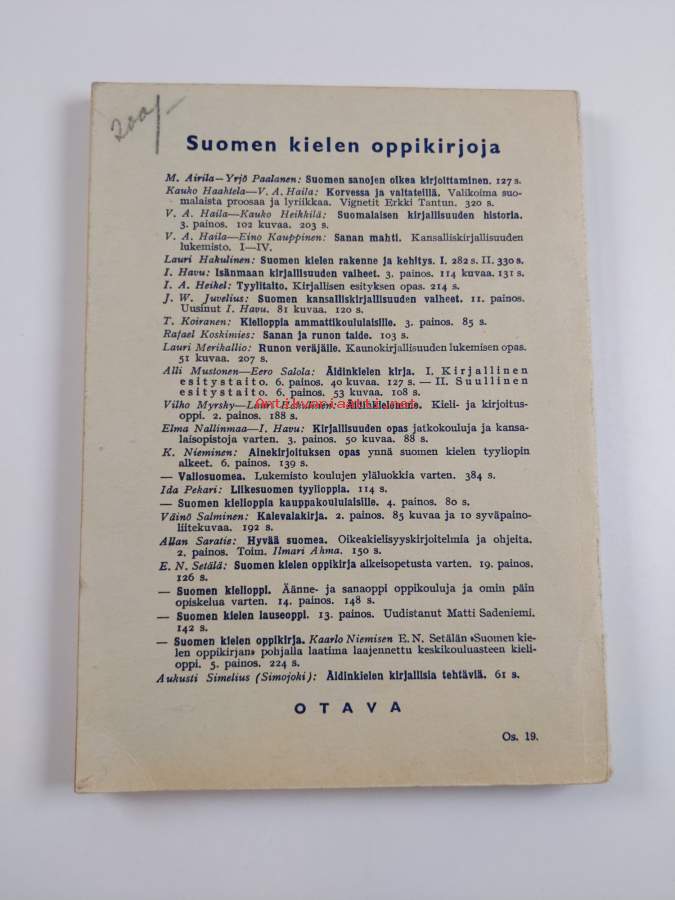 200/-
Suomen kielen oppikirjoja
M. Airila—Yrjö Paalanen: Suomen sanojen oikea kirjoittaminen. 127 s.
Kauko Haahtela—V. A. Haila: Korvessa ja valtateillä. Valikoima suo-
malaista proosaa ja lyriikkaa. Vignetit Erkki Tantun. 320 s.
V. A. Haila—Kauko Heikkilä: Suomalaisen kirjallisuuden historia.
3. painos. 102 kuvaa. 203 s.
V. A. Haila—Eino Kauppinen: Sanan mahti. Kansalliskirjallisuuden
lukemisto. I—IV.
Lauri Hakulinen: Suomen kielen rakenne ja kehitys. I. 282 s. II. 330 s.
I. Havu: Isänmaan kirjallisuuden vaiheet. 3. painos. 114 kuvaa. 131 s.
I. A. Heikel: Tyylitaito. Kirjallisen esityksen opas. 214 s.
J. W. Juvelius: Suomen kansalliskirjallisuuden vaiheet. 11. painos.
Uusinut I. Havu. 81 kuvaa. 120 s.
T. Koiranen: Kielioppia ammattikoululaisille. 3. painos. 85 s.
Rafael Koskimies: Sanan ja runon taide. 103 s.
Lauri Merikallio: Runon veräjälle. Kaunokirjallisuuden lukemisen opas.
51 kuvaa. 207 s.
Alli Mustonen—Eero Salola: Äidinkielen kirja. I. Kirjallinen
esitystaito. 6. painos. 40 kuvaa. 127 s. — II. Suullinen
esitystaito. 6. painos. 53 kuvaa. 108 s.
Antikvariaatti.net
Vilho Myrsky—Lauri Hakulinen: Äidinkielemme. Kieli- ja kirjoitus-
oppi. 2. painos. 188 s.
Elma Nallinmaa—I. Havu: Kirjallisuuden opas jatkokouluja ja kansa-
laisopistoja varten. 3. painos. 50 kuvaa. 88 s.
K. Nieminen: Ainekirjoituksen opas ynnä suomen kielen tyyliopin
alkeet. 6. painos. 139 s.
— Valiosuomea. Lukemisto koulujen yläluokkia varten. 384 s.
Ida Pekari: Liikesuomen tyylioppia. 114 s.
— Suomen kielioppia kauppakoululaisille. 4. painos. 80 s.
Väinö Salminen: Kalevalakirja. 2. painos. 85 kuvaa ja 10 syväpaino-
liitekuvaa. 192 s.
Allan Saratie: Hyvää suomea. Oikeakielisyyskirjoitelmia ja ohjeita.
2. painos. Toim. Ilmari Ahma. 150 s.
E. N. Setälä: Suomen kielen oppikirja alkeisopetusta varten. 19. painos.
126 s.
— Suomen kielioppi. Äänne- ja sanaoppi oppikouluja ja omin päin
opiskelua varten. 14. painos. 148 s.
— Suomen kielen lauseoppi. 13. painos. Uudistanut Matti Sadeniemi.
142 s.
— Suomen kielen oppikirja. Kaarlo Niemisen E. N. Setälän »Suomen kie-
len oppikirjan» pohjalla laatima laajennettu keskikouluasteen kieli-
oppi. 5. painos. 224 s.
Aukusti Simelius (Simojoki): Äidinkielen kirjallisia tehtäviä. 61 s.
OTAVA
Os. 19.